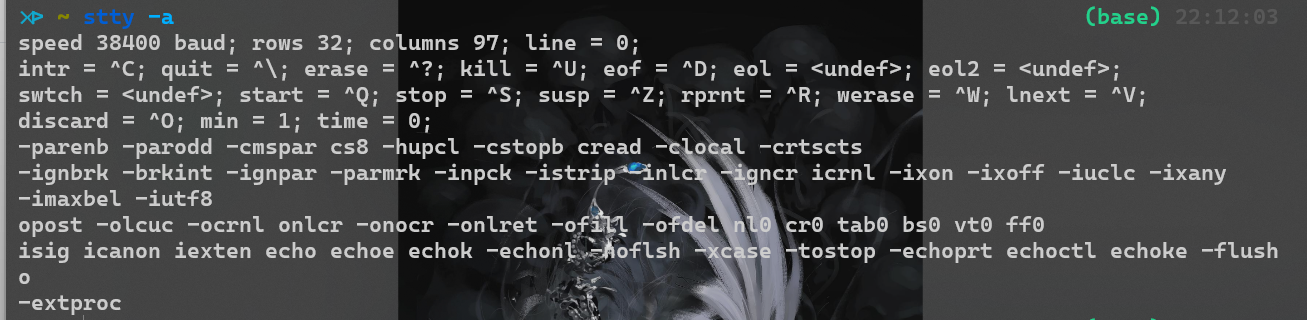 ~ stty -a (base) 22:12:03
speed 38400 baud; rows 32; columns 97; line = 0;
intr = ^C; quit = ^\; erase = ^?; kill = ^U; eof = ^D; eol = <undef>; eol2 = <undef>;
swtch = <undef>; start = ^Q; stop = ^S; susp = ^Z; rprnt = ^R; werase = ^W; lnext = ^V;
discard = ^O; min = 1; time = 0;
-parenb -parodd -cmspar cs8 -hupcl -cstopb cread -clocal -crtscts
-ignbrk -brkint -ignpar -parmrk -inpck -istrip -inlcr -igncr icrnl -ixon -ixoff -iuclc -ixany
-imaxbel -iutf8
opost -olcuc -ocrnl onlcr -onocr -onlret -ofill -ofdel nl0 cr0 tab0 bs0 vt0 ff0
isig icanon iexten echo echoe echok -echonl -noflsh -xcase -tostop -echoprt echoctl echoke -flush
o
-extproc